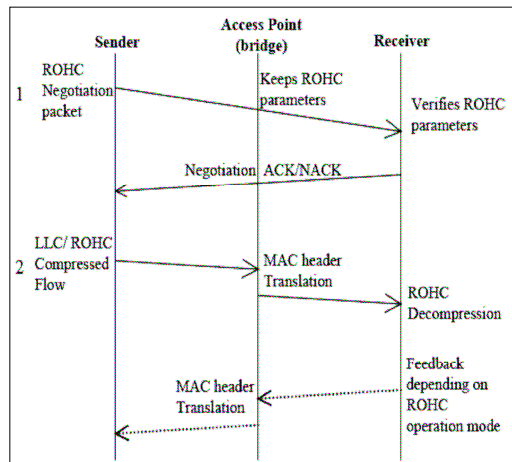 Sender
Access Point
(bridge)
Receiver
1
ROHC
Negotiation
packet
Keeps ROHC
parameters
Verifies ROHC
parameters
Negotiation ACK/NACK
2
LLC/ ROHC
Compressed
Flow
MAC header
Translation
ROHC
Decompression
Feedback
depending on
ROHC
operation mode
MAC header
Translation